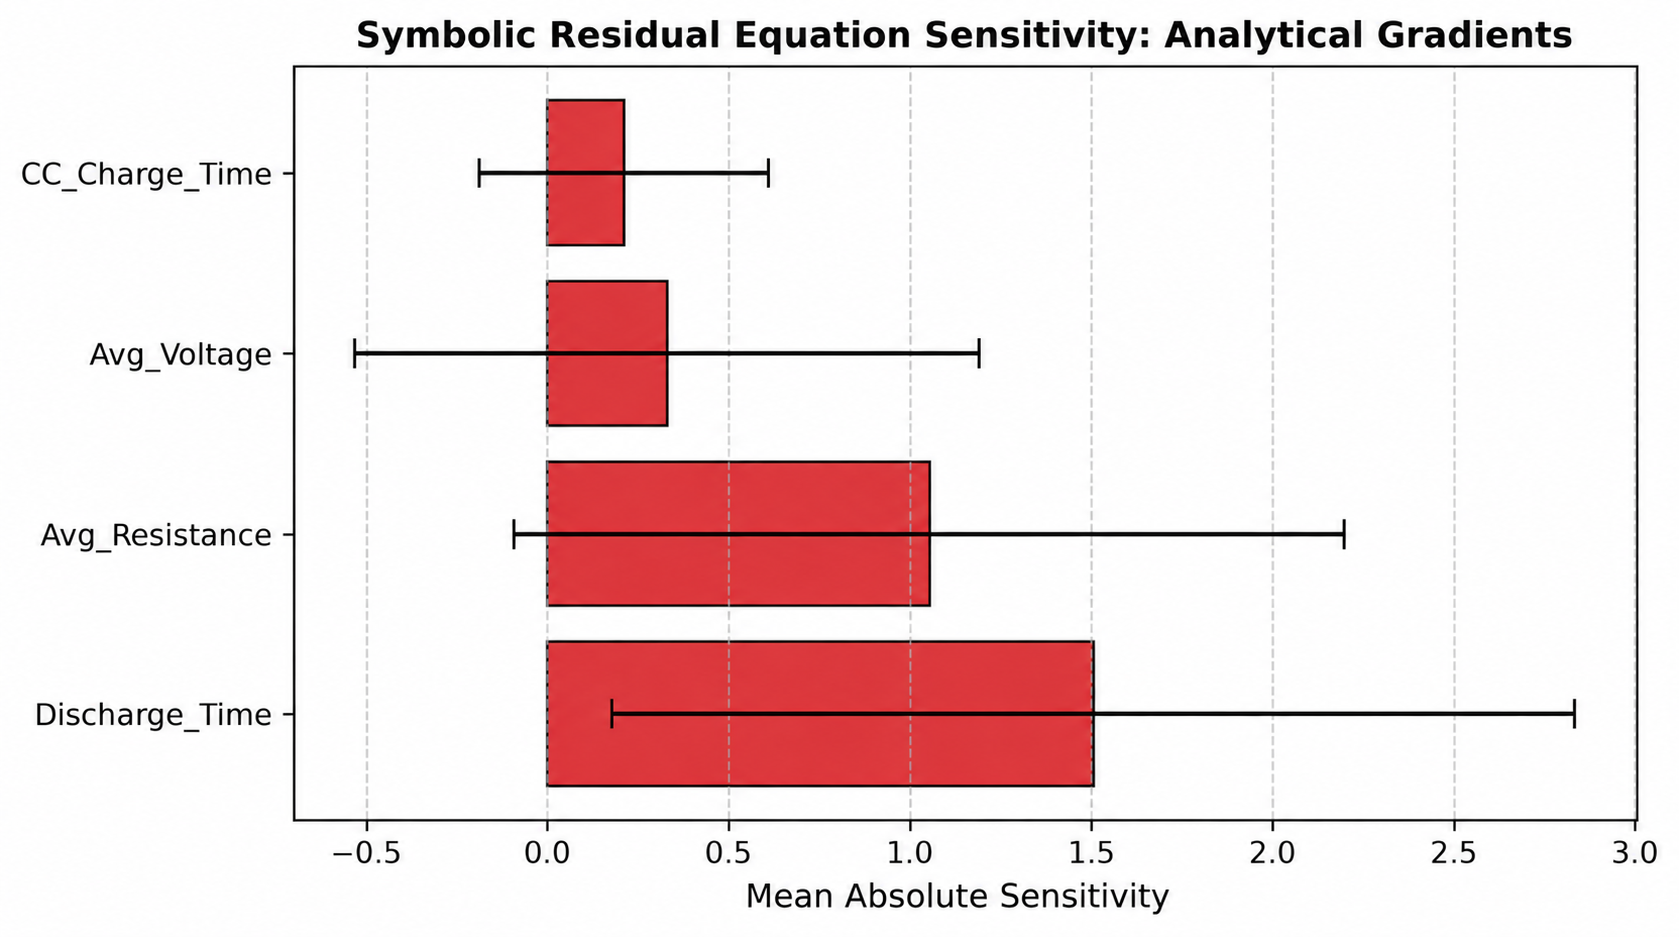 Symbolic Residual Equation Sensitivity: Analytical Gradients
CC_Charge_Time
Avg_Voltage
Avg_Resistance
Discharge_Time
−0.5 0.0 0.5 1.0 1.5 2.0 2.5 3.0
Mean Absolute Sensitivity